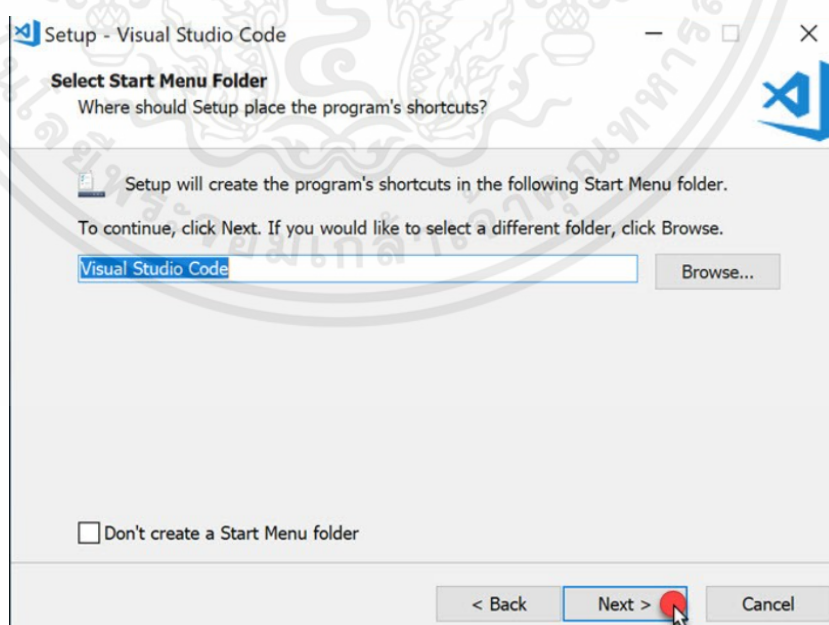 Setup - Visual Studio Code
Select Start Menu Folder
Where should Setup place the program's shortcuts?
Setup will create the program's shortcuts in the following Start Menu folder.
To continue, click Next. If you would like to select a different folder, click Browse.
Visual Studio Code
Browse...
Don't create a Start Menu folder
< Back
Next >
Cancel